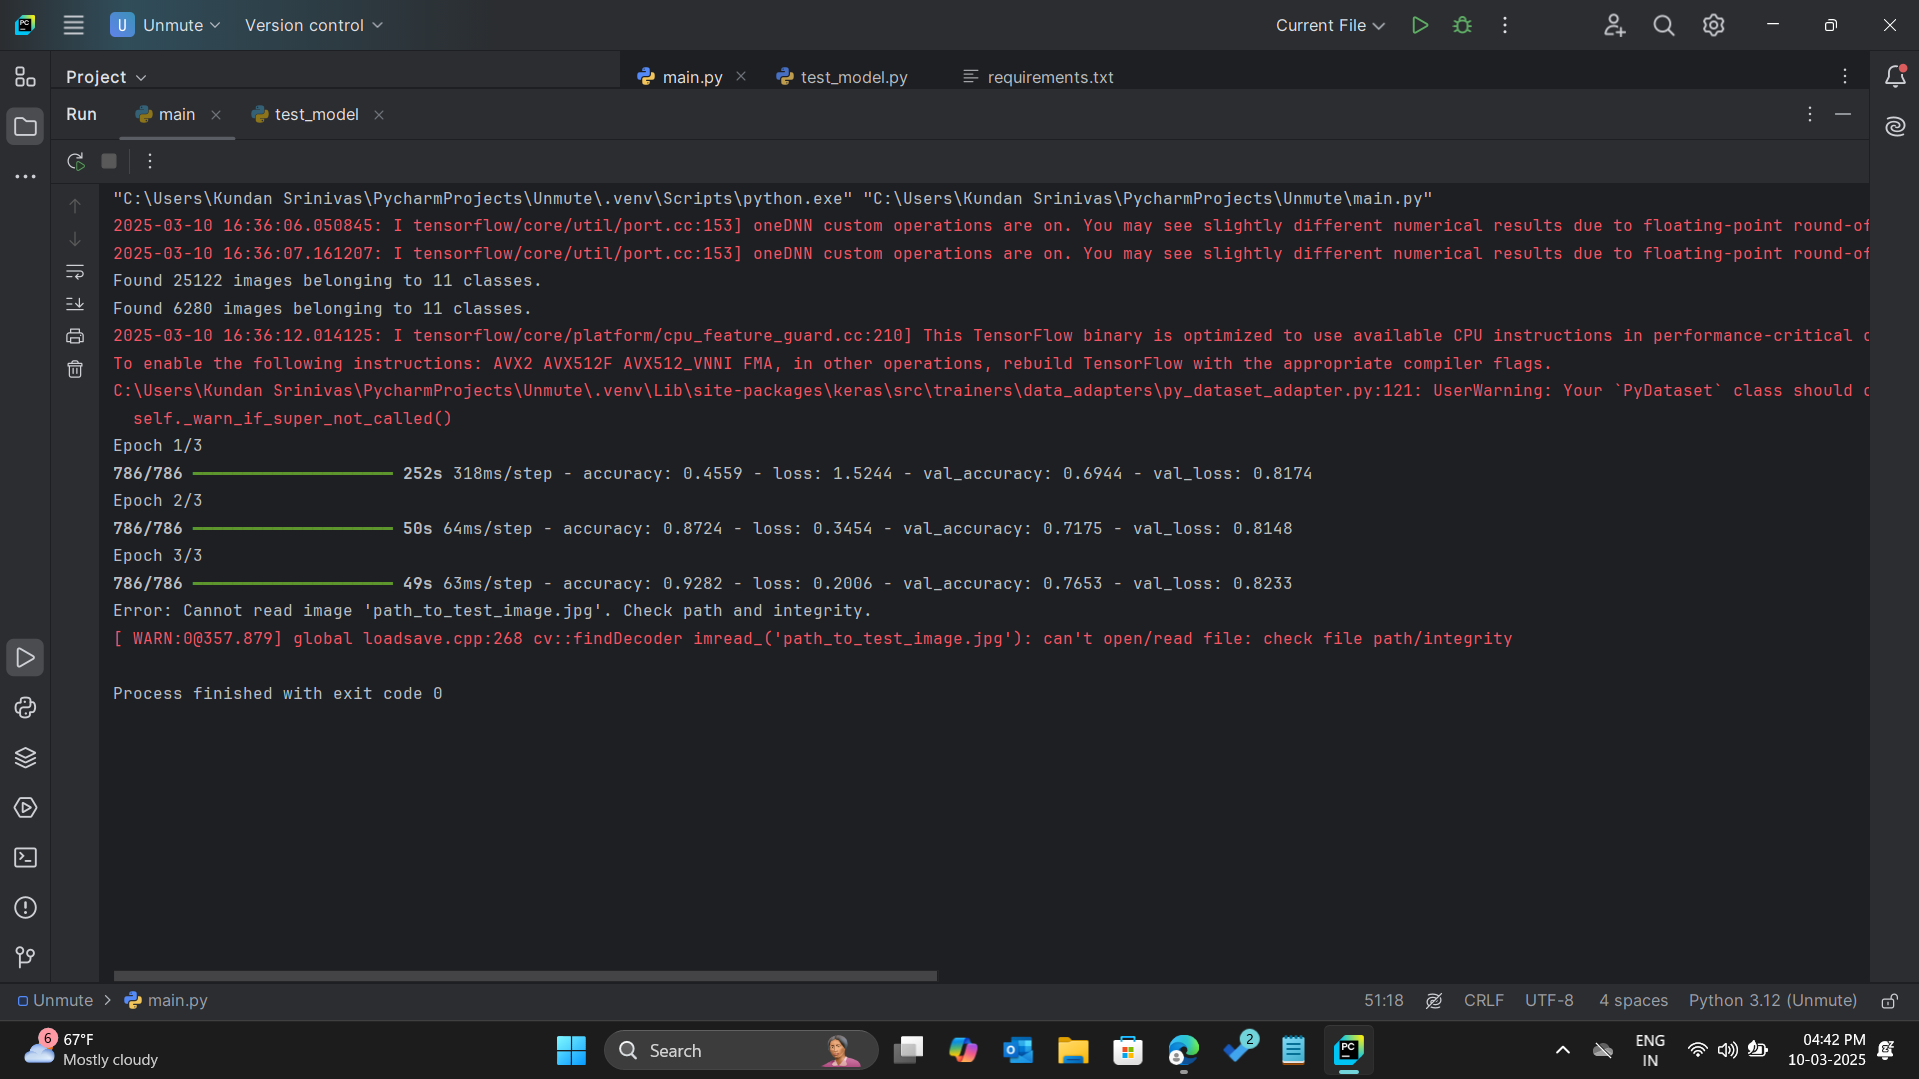 PC
U Unmute Version control Current File
Project main.py test_model.py requirements.txt
Run main test_model
"C:\Users\Kundan Srinivas\PycharmProjects\Unmute\.venv\Scripts\python.exe" "C:\Users\Kundan Srinivas\PycharmProjects\Unmute\main.py"
2025-03-10 16:36:06.050845: I tensorflow/core/util/port.cc:153] oneDNN custom operations are on. You may see slightly different numerical results due to floating-point round-of
2025-03-10 16:36:07.161207: I tensorflow/core/util/port.cc:153] oneDNN custom operations are on. You may see slightly different numerical results due to floating-point round-of
Found 25122 images belonging to 11 classes.
Found 6280 images belonging to 11 classes.
2025-03-10 16:36:12.014125: I tensorflow/core/platform/cpu_feature_guard.cc:210] This TensorFlow binary is optimized to use available CPU instructions in performance-critical
To enable the following instructions: AVX2 AVX512F AVX512_VNNI FMA, in other operations, rebuild TensorFlow with the appropriate compiler flags.
C:\Users\Kundan Srinivas\PycharmProjects\Unmute\.venv\Lib\site-packages\keras\src\trainers\data_adapters\py_dataset_adapter.py:121: UserWarning: Your `PyDataset` class should
self._warn_if_super_not_called()
Epoch 1/3
786/786 252s 318ms/step - accuracy: 0.4559 - loss: 1.5244 - val_accuracy: 0.6944 - val_loss: 0.8174
Epoch 2/3
786/786 50s 64ms/step - accuracy: 0.8724 - loss: 0.3454 - val_accuracy: 0.7175 - val_loss: 0.8148
Epoch 3/3
786/786 49s 63ms/step - accuracy: 0.9282 - loss: 0.2006 - val_accuracy: 0.7653 - val_loss: 0.8233
Error: Cannot read image 'path_to_test_image.jpg'. Check path and integrity.
[ WARN:0@357.879] global loadsave.cpp:268 cv::findDecoder imread_('path_to_test_image.jpg'): can't open/read file: check file path/integrity
Process finished with exit code 0
Unmute > main.py 51:18 CRLF UTF-8 4 spaces Python 3.12 (Unmute)
6 67°F
Mostly cloudy
Search
2
PC
ENG
IN
04:42 PM
10-03-2025